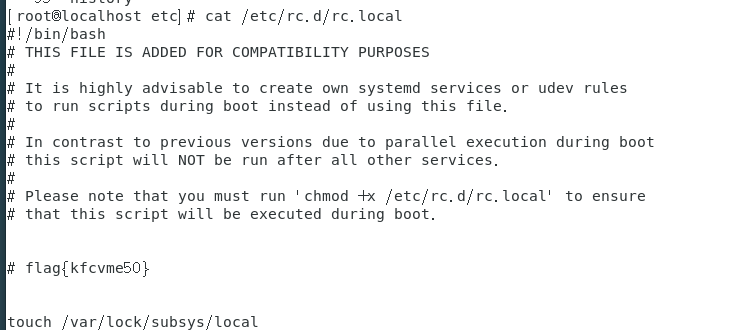 [root@localhost etc]# cat /etc/rc.d/rc.local
#!/bin/bash
# THIS FILE IS ADDED FOR COMPATIBILITY PURPOSES
#
# It is highly advisable to create own systemd services or udev rules
# to run scripts during boot instead of using this file.
#
# In contrast to previous versions due to parallel execution during boot
# this script will NOT be run after all other services.
#
# Please note that you must run 'chmod +x /etc/rc.d/rc.local' to ensure
# that this script will be executed during boot.
# flag{kfcvme50}
touch /var/lock/subsys/local